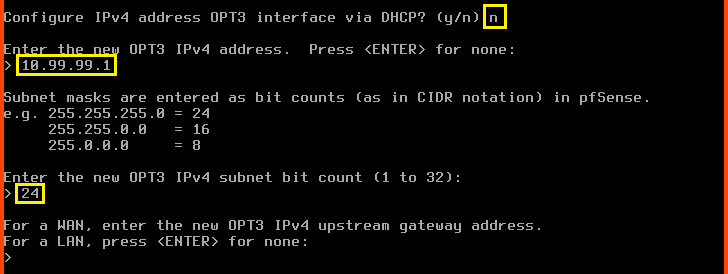 Configure IPv4 address OPT3 interface via DHCP? (y/n) n
Enter the new OPT3 IPv4 address.  Press <ENTER> for none:
> 10.99.99.1
Subnet masks are entered as bit counts (as in CIDR notation) in pfSense.
e.g. 255.255.255.0 = 24
     255.255.0.0   = 16
     255.0.0.0     = 8
Enter the new OPT3 IPv4 subnet bit count (1 to 32):
> 24
For a WAN, enter the new OPT3 IPv4 upstream gateway address.
For a LAN, press <ENTER> for none:
>